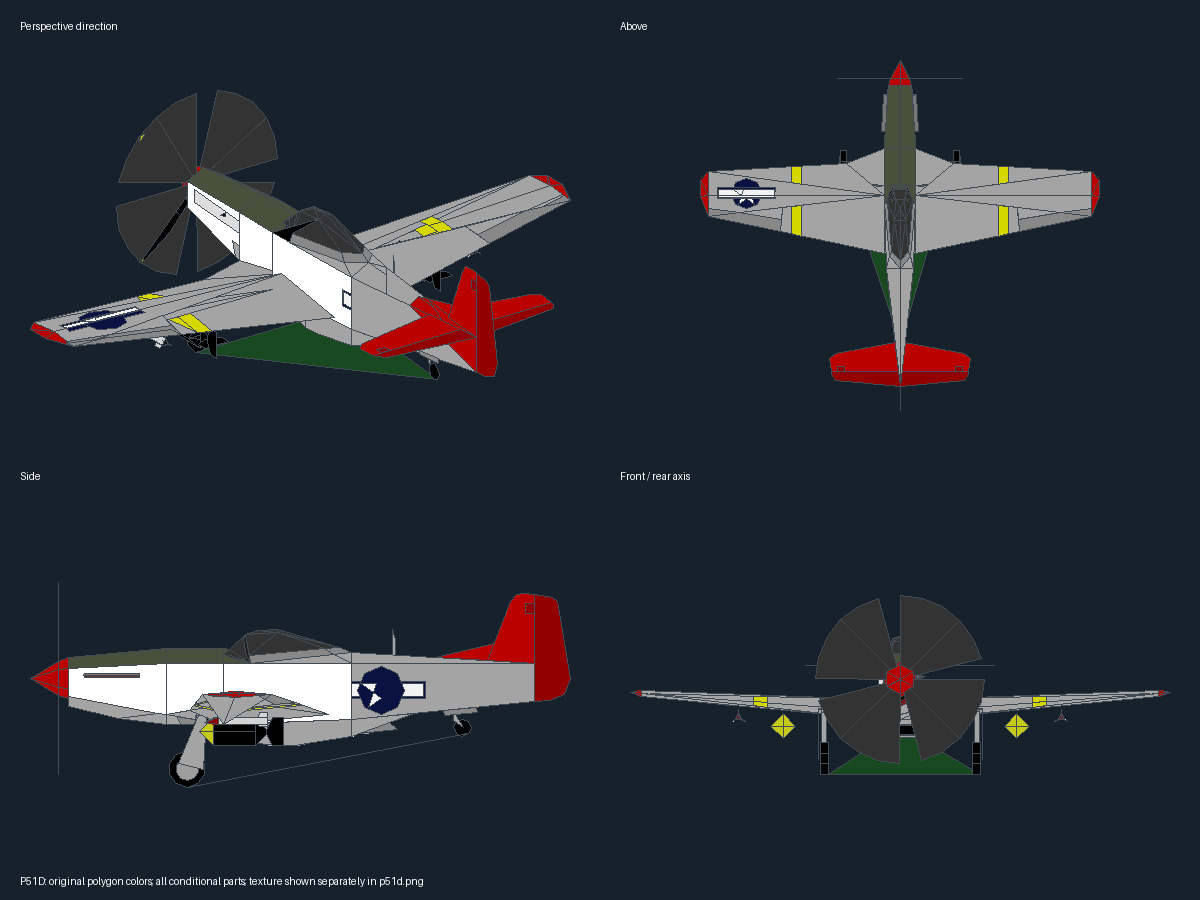 Perspective direction
Above
Side
Front / rear axis
P51D: original polygon colors; all conditional parts; texture shown separately in p51d.png